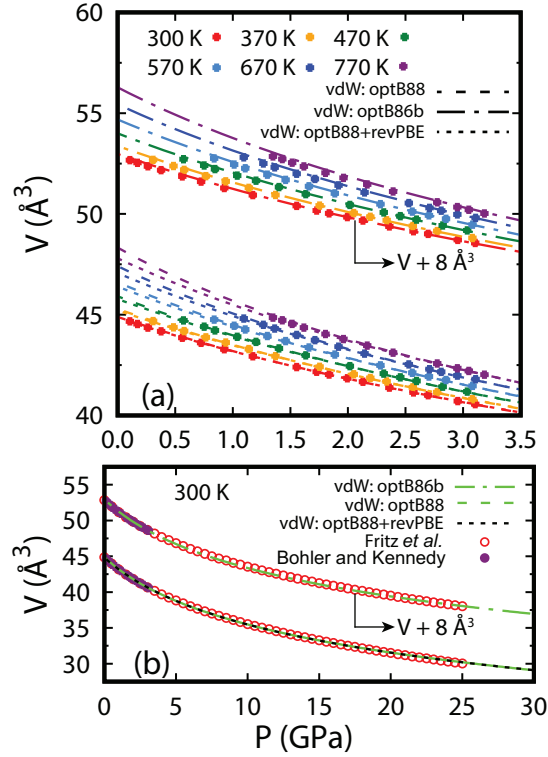 60
55
50
45
40
V (Å³)
300 K 370 K 470 K
570 K 670 K 770 K
vdW: optB88
vdW: optB86b
vdW: optB88+revPBE
V + 8 Å³
(a)
0.0 0.5 1.0 1.5 2.0 2.5 3.0 3.5
55
50
45
40
35
30
V (Å³)
300 K
vdW: optB86b
vdW: optB88
vdW: optB88+revPBE
Fritz et al.
Bohler and Kennedy
V + 8 Å³
(b)
0 5 10 15 20 25 30
P (GPa)